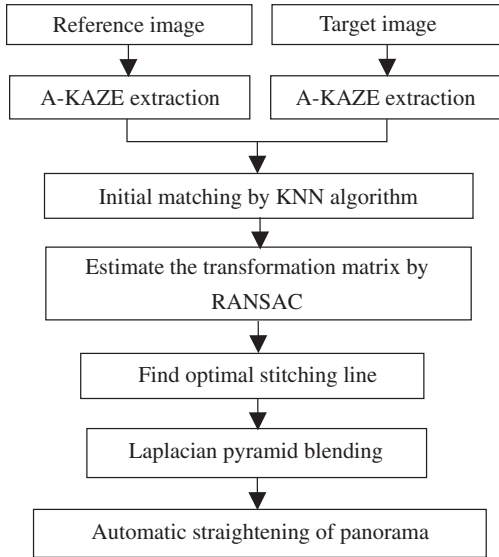 Reference image
Target image
A-KAZE extraction
A-KAZE extraction
Initial matching by KNN algorithm
Estimate the transformation matrix by
RANSAC
Find optimal stitching line
Laplacian pyramid blending
Automatic straightening of panorama